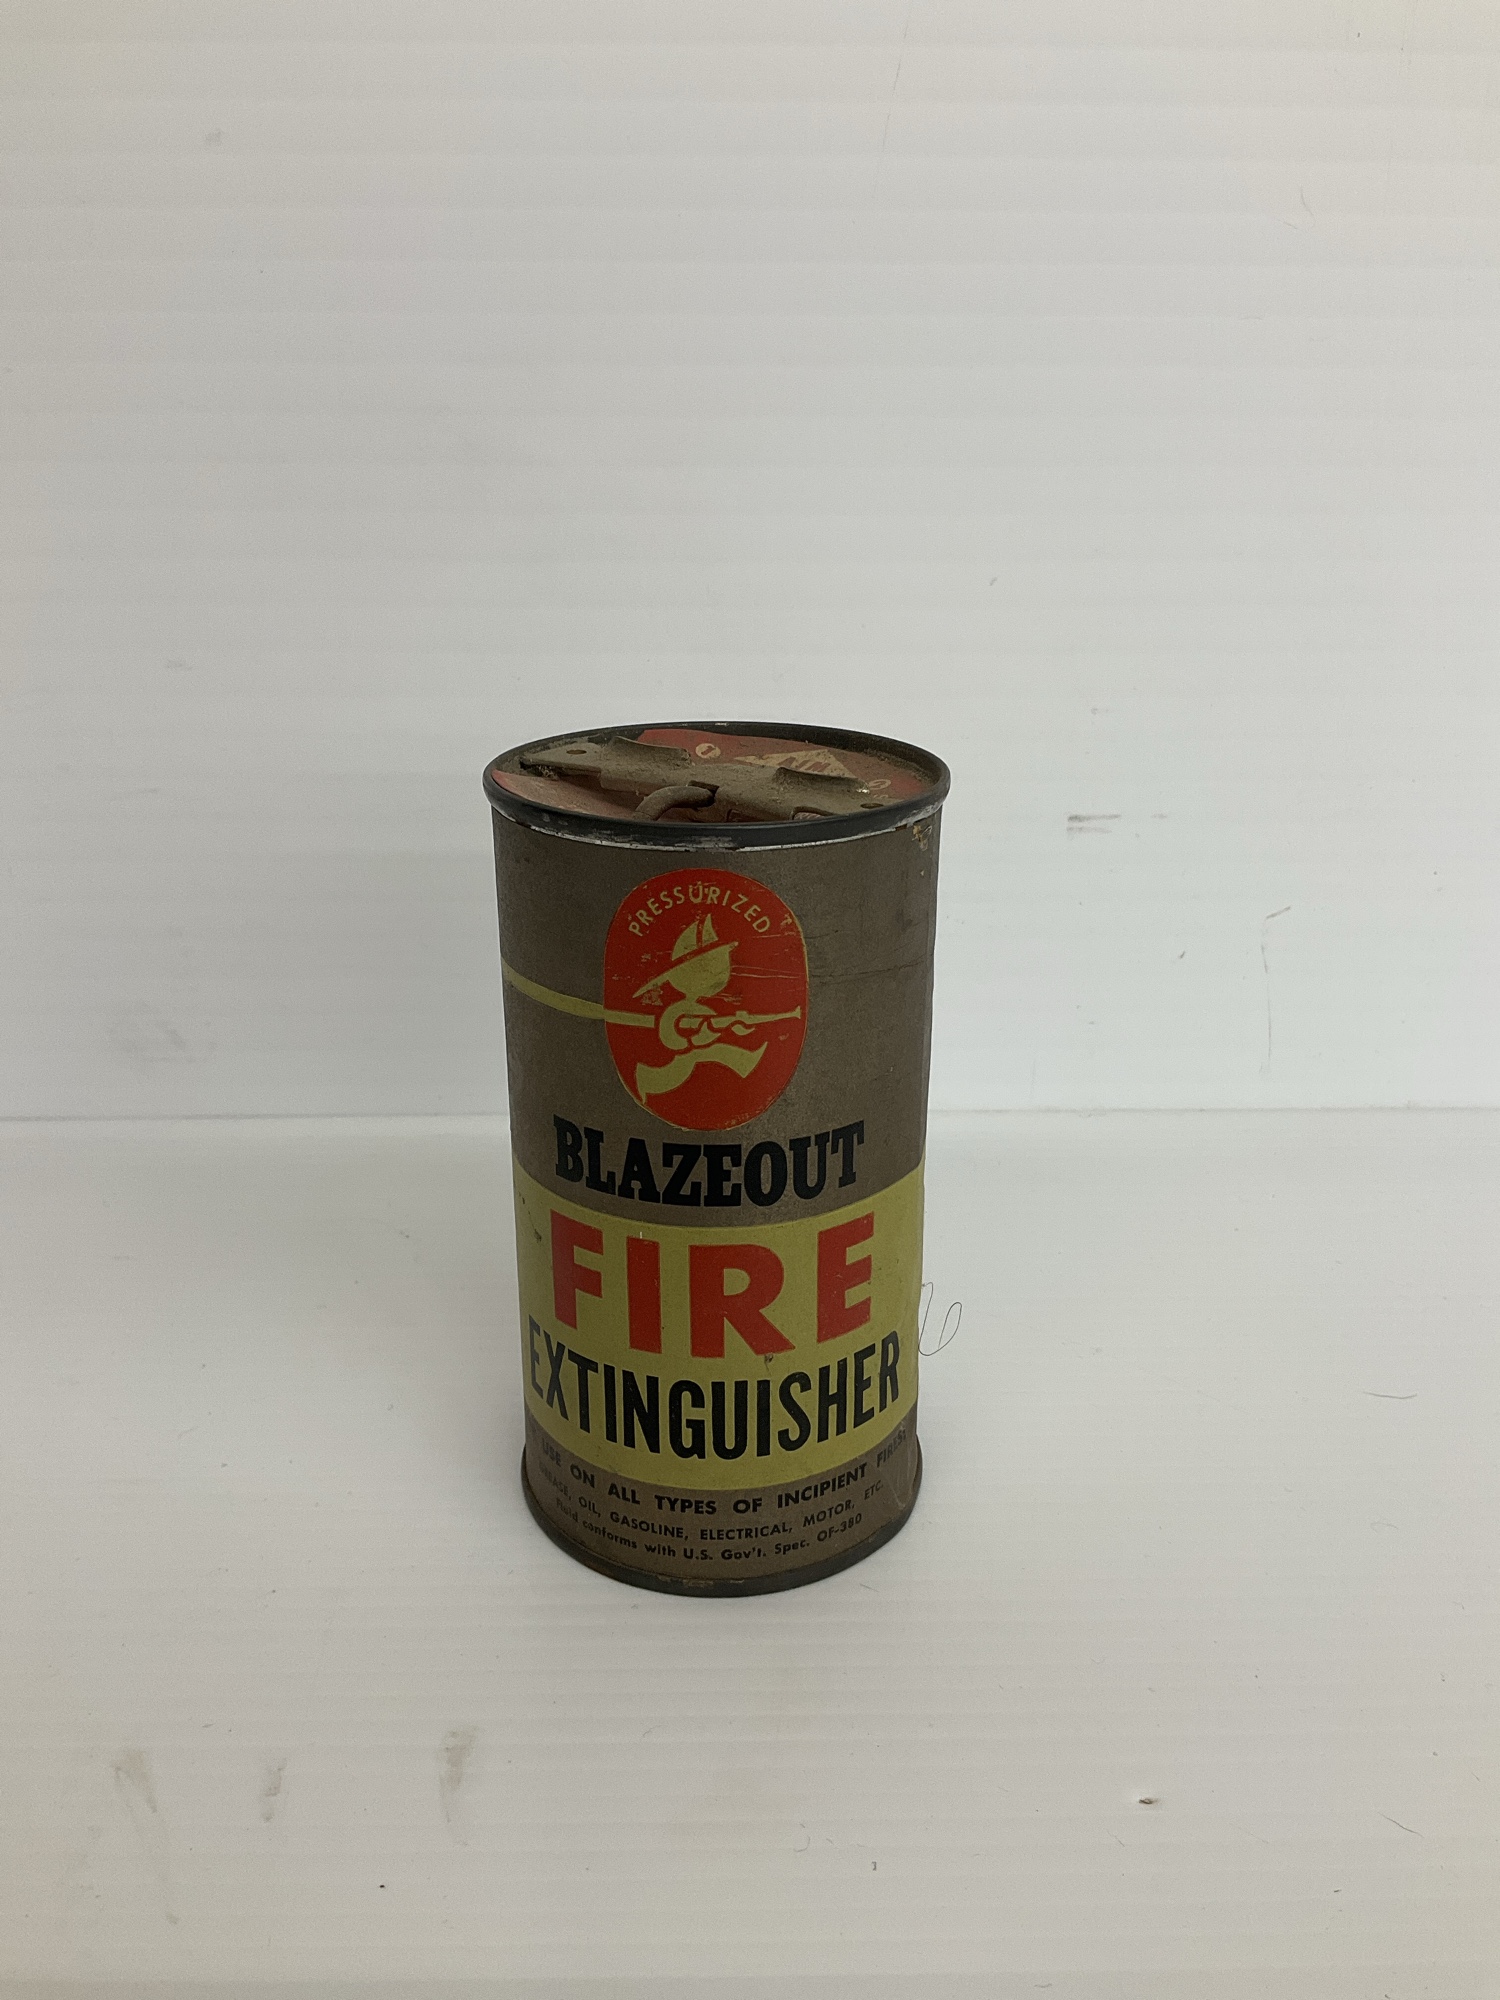 PRESSURIZED
BLAZEOUT
FIRE
EXTINGUISHER
USE ON ALL TYPES OF INCIPIENT FIRES:
GREASE, OIL, GASOLINE, ELECTRICAL, MOTOR, ETC.
Fluid conforms with U.S. Gov't. Spec. OF-380